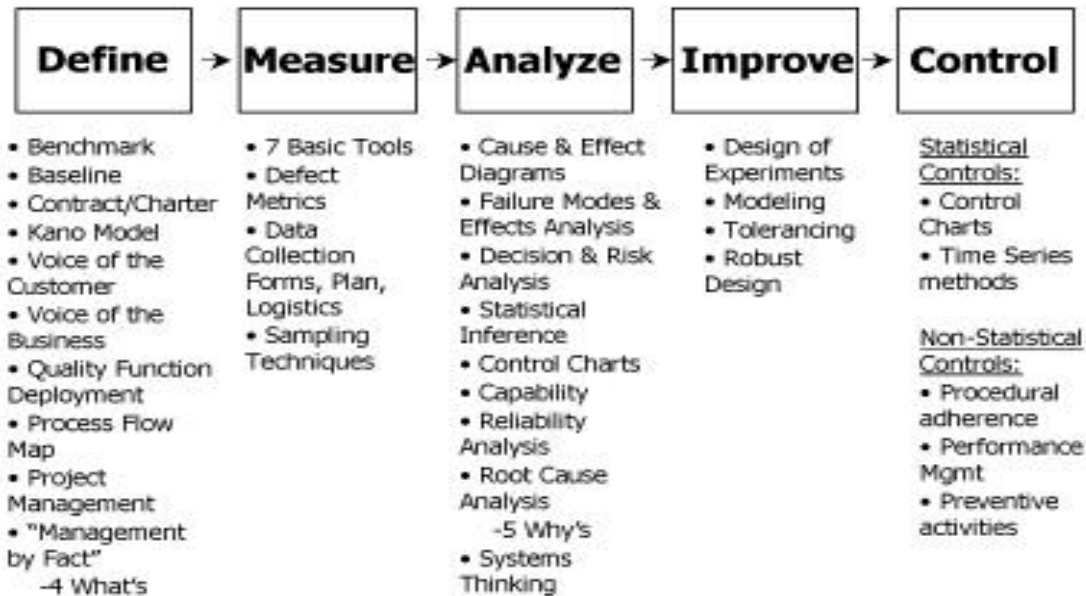 Define
Measure
Analyze
Improve
Control
• Benchmark
• Baseline
• Contract/Charter
• Kano Model
• Voice of the
Customer
• Voice of the
Business
• Quality Function
Deployment
• Process Flow
Map
• Project
Management
• “Management
by Fact”
-4 What's
• 7 Basic Tools
• Defect
Metrics
• Data
Collection
Forms, Plan,
Logistics
• Sampling
Techniques
• Cause & Effect
Diagrams
• Failure Modes &
Effects Analysis
• Decision & Risk
Analysis
• Statistical
Inference
• Control Charts
• Capability
• Reliability
Analysis
• Root Cause
Analysis
-5 Why's
• Systems
Thinking
• Design of
Experiments
• Modeling
• Tolerancing
• Robust
Design
Statistical
Controls:
• Control
Charts
• Time Series
methods
Non-Statistical
Controls:
• Procedural
adherence
• Performance
Mgmt
• Preventive
activities